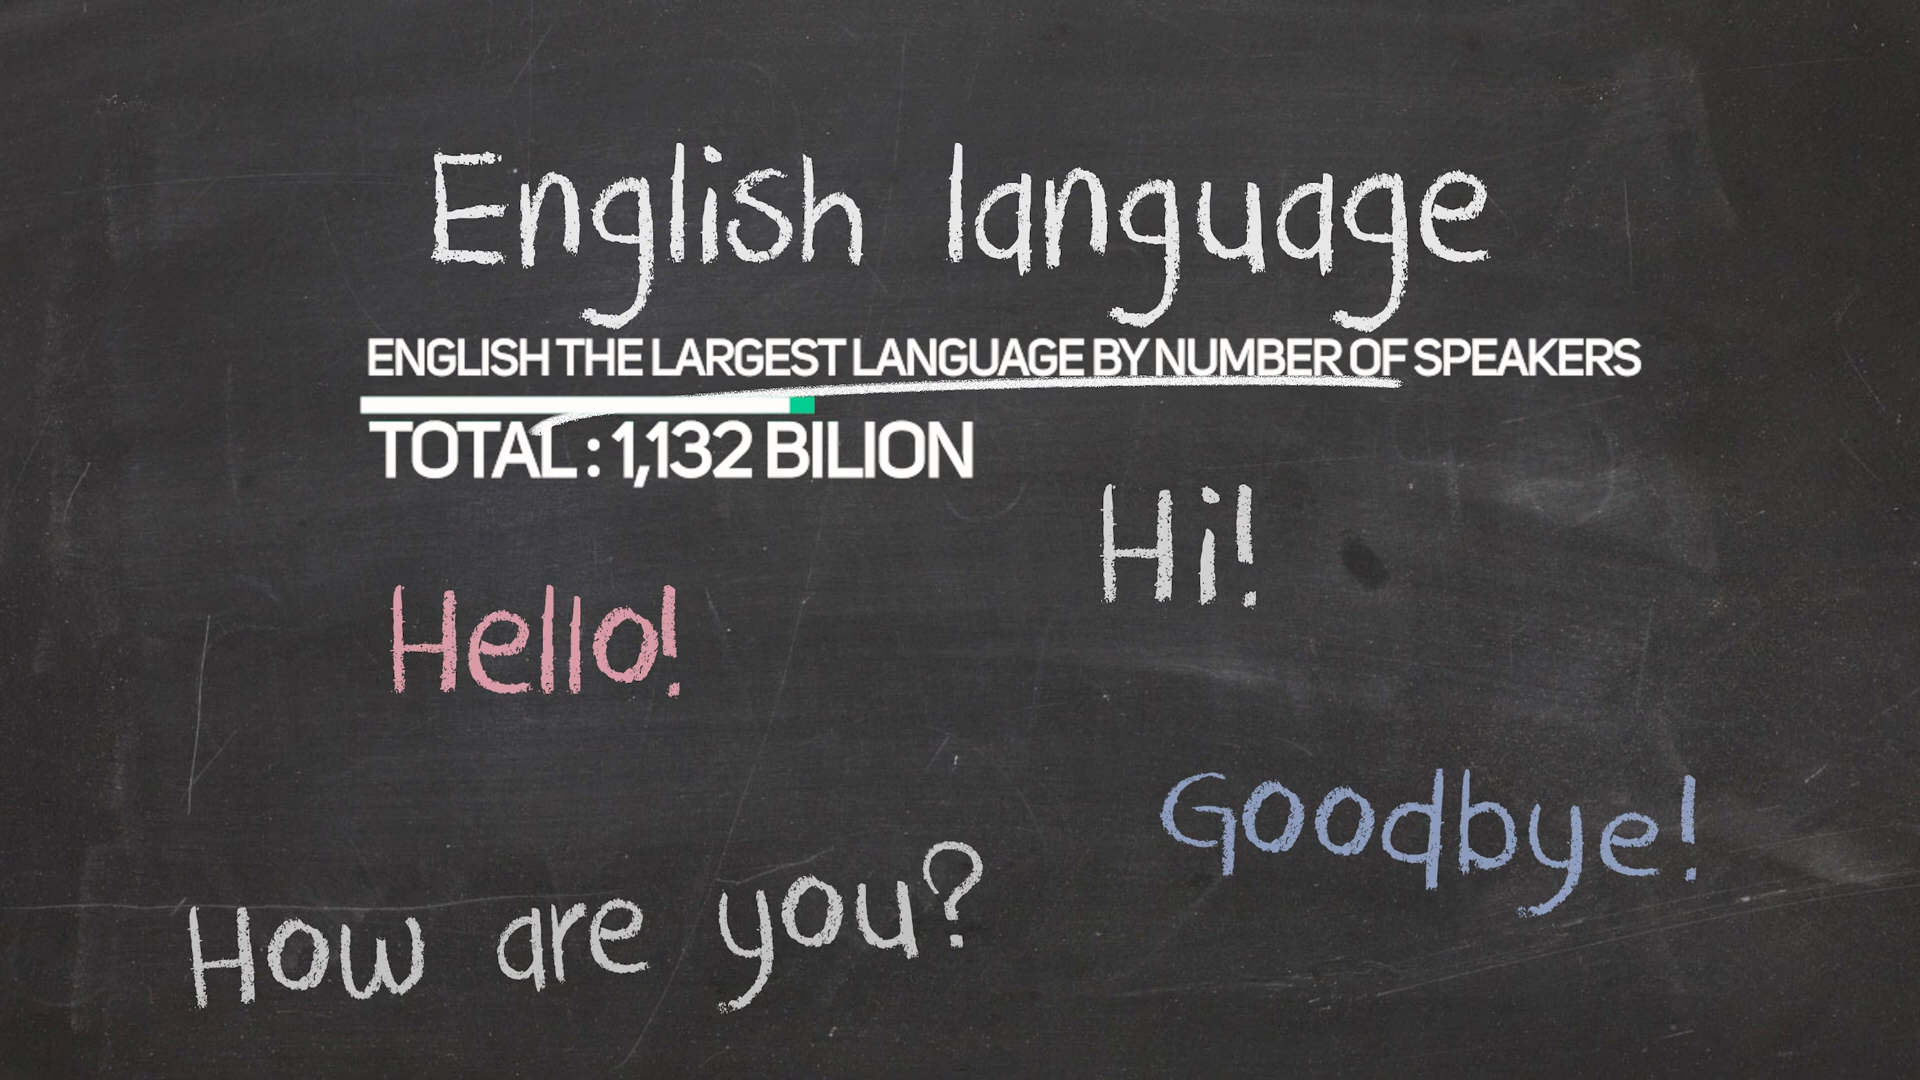 English language
ENGLISH THE LARGEST LANGUAGE BY NUMBER OF SPEAKERS
TOTAL : 1,132 BILION
Hi!
Hello!
Goodbye!
How are you?